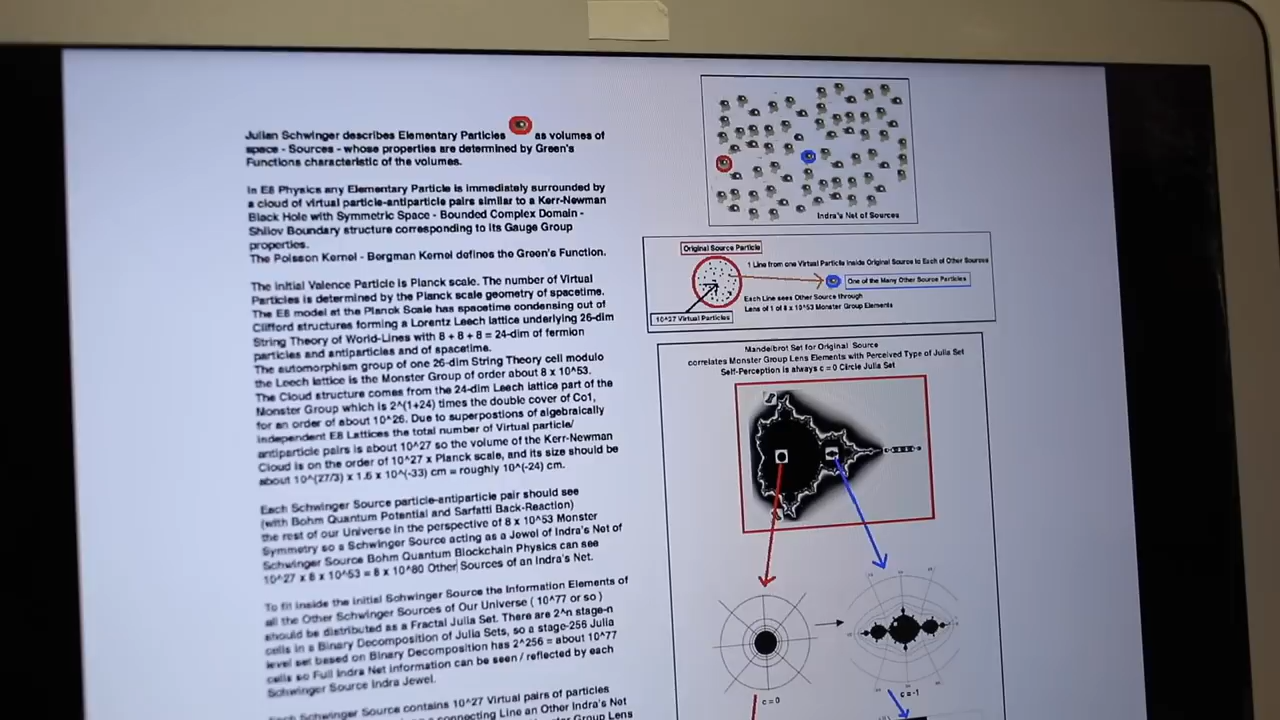 Julian Schwinger describes Elementary Particles as volumes of
space - Sources - whose properties are determined by Green's
Functions characteristic of the volumes.
In E8 Physics any Elementary Particle is immediately surrounded by
a cloud of virtual particle-antiparticle pairs similar to a Kerr-Newman
Black Hole with Symmetric Space - Bounded Complex Domain -
Shilov Boundary structure corresponding to its Gauge Group
properties.
The Poisson Kernel - Bergman Kernel defines the Green's Function.
The initial Valence Particle is Planck scale. The number of Virtual
Particles is determined by the Planck scale geometry of spacetime.
The E8 model at the Planck Scale has spacetime condensing out of
Clifford structures forming a Lorentz Leech lattice underlying 26-dim
String Theory of World-Lines with 8 + 8 + 8 = 24-dim of fermion
particles and antiparticles and of spacetime.
The automorphism group of one 26-dim String Theory cell modulo
the Leech lattice is the Monster Group of order about 8 x 10^53.
The Cloud structure comes from the 24-dim Leech lattice part of the
Monster Group which is 2^(1+24) times the double cover of Co1,
for an order of about 10^26. Due to superpostions of algebraically
independent E8 Lattices the total number of Virtual particle/
antiparticle pairs is about 10^27 so the volume of the Kerr-Newman
Cloud is on the order of 10^27 x Planck scale, and its size should be
about 10^(27/3) x 1.6 x 10^(-33) cm = roughly 10^(-24) cm.
Each Schwinger Source particle-antiparticle pair should see
(with Bohm Quantum Potential and Sarfatti Back-Reaction)
the rest of our Universe in the perspective of 8 x 10^53 Monster
Symmetry so a Schwinger Source acting as a Jewel of Indra's Net of
Schwinger Source Bohm Quantum Blockchain Physics can see
10^27 x 8 x 10^53 = 8 x 10^80 Other Sources of an Indra's Net.
To fit inside the initial Schwinger Source the Information Elements of
all the Other Schwinger Sources of Our Universe ( 10^77 or so )
should be distributed as a Fractal Julia Set. There are 2^n stage-n
cells in a Binary Decomposition of Julia Sets, so a stage-256 Julia
level set based on Binary Decomposition has 2^256 = about 10^77
cells so Full Indra Net information can be seen / reflected by each
Schwinger Source Indra Jewel.
Each Schwinger Source contains 10^27 Virtual pairs of particles
connecting Line an Other Indra's Net
Group Lens
Indra's Net of Sources
Original Source Particle
1 Line from one Virtual Particle inside Original Source to Each of Other Sources
One of the Many Other Source Particles
Each Line sees Other Source through
Lens of 1 of 8 x 10^53 Monster Group Elements
10^27 Virtual Particles
Mandelbrot Set for Original Source
correlates Monster Group Lens Elements with Perceived Type of Julia Set
Self-Perception is always c = 0 Circle Julia Set
c = 0
c = -1